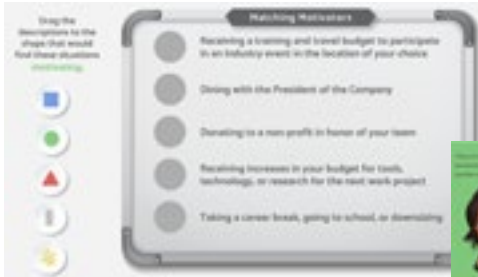 Drag the
descriptions to the
shape that would
find these situations
motivating.
Matching Motivators
Receiving a training and travel budget to participate
in an industry event in the location of your choice
Dining with the President of the Company
Donating to a non-profit in honor of your team
Receiving increases in your budget for tools,
technology, or research for the next work project
Taking a career break, going to school, or downsizing